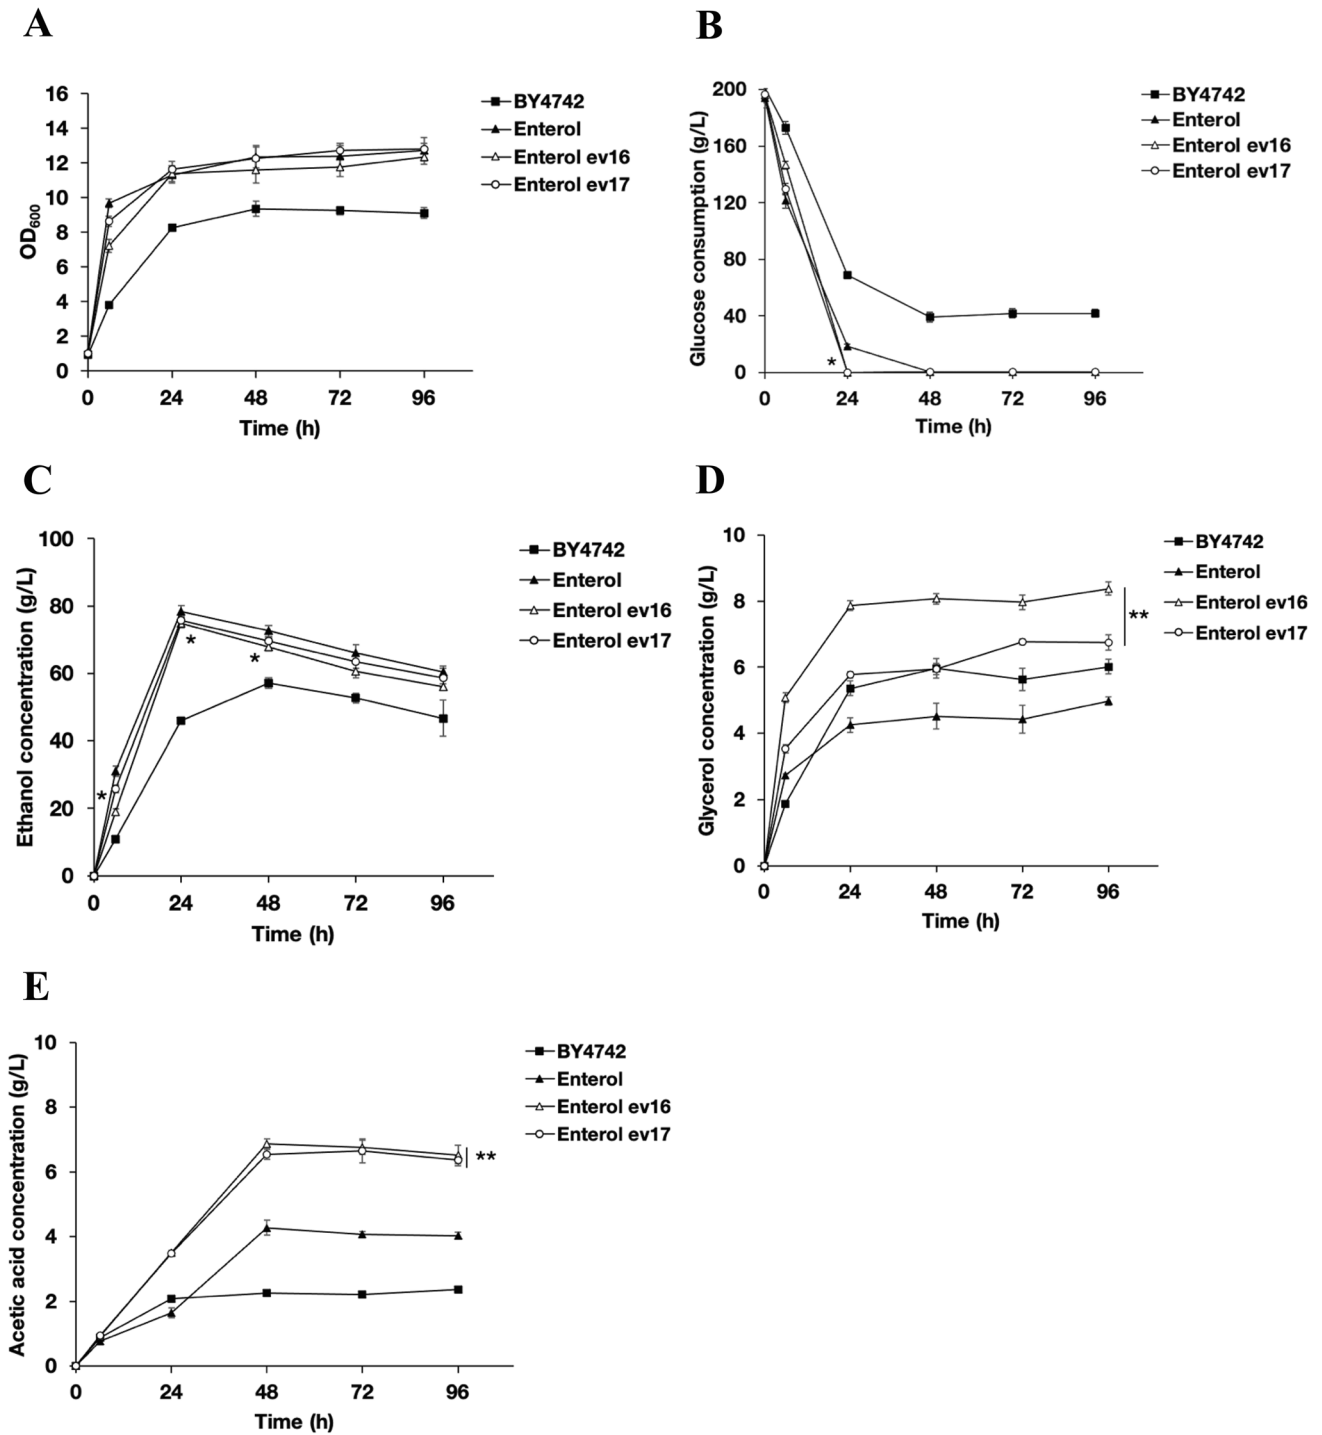 A
16
14
12
10
8
6
4
2
0
OD600
0 24 48 72 96
Time (h)
BY4742
Enterol
Enterol ev16
Enterol ev17
B
200
160
120
80
40
0
Glucose consumption (g/L)
*
0 24 48 72 96
Time (h)
BY4742
Enterol
Enterol ev16
Enterol ev17
C
100
80
60
40
20
0
Ethanol concentration (g/L)
*
*
*
0 24 48 72 96
Time (h)
BY4742
Enterol
Enterol ev16
Enterol ev17
D
10
8
6
4
2
0
Glycerol concentration (g/L)
**
0 24 48 72 96
Time (h)
BY4742
Enterol
Enterol ev16
Enterol ev17
E
10
8
6
4
2
0
Acetic acid concentration (g/L)
**
0 24 48 72 96
Time (h)
BY4742
Enterol
Enterol ev16
Enterol ev17